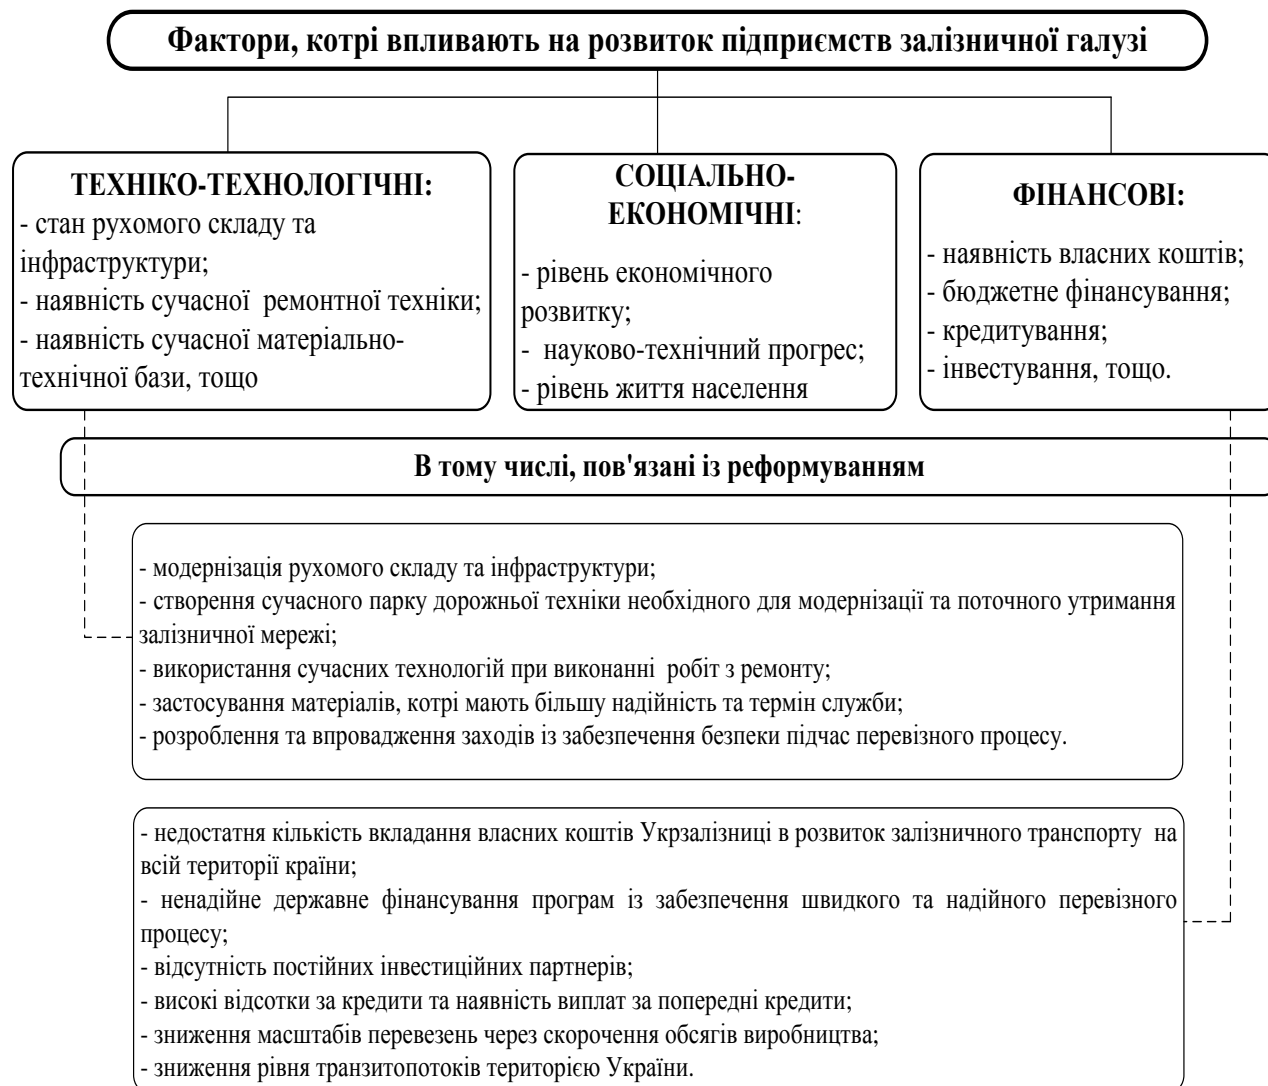 Фактори, котрі впливають на розвиток підприємств залізничної галузі
ТЕХНІКО-ТЕХНОЛОГІЧНІ:
- стан рухомого складу та
інфраструктури;
- наявність сучасної ремонтної техніки;
- наявність сучасної матеріально-
технічної бази, тощо
СОЦІАЛЬНО-
ЕКОНОМІЧНІ:
- рівень економічного
розвитку;
- науково-технічний прогрес;
- рівень життя населення
ФІНАНСОВІ:
- наявність власних коштів;
- бюджетне фінансування;
- кредитування;
- інвестування, тощо.
В тому числі, пов'язані із реформуванням
- модернізація рухомого складу та інфраструктури;
- створення сучасного парку дорожньої техніки необхідного для модернізації та поточного утримання
залізничної мережі;
- використання сучасних технологій при виконанні робіт з ремонту;
- застосування матеріалів, котрі мають більшу надійність та термін служби;
- розроблення та впровадження заходів із забезпечення безпеки підчас перевізного процесу.
- недостатня кількість вкладання власних коштів Укрзалізниці в розвиток залізничного транспорту на
всій території країни;
- ненадійне державне фінансування програм із забезпечення швидкого та надійного перевізного
процесу;
- відсутність постійних інвестиційних партнерів;
- високі відсотки за кредити та наявність виплат за попередні кредити;
- зниження масштабів перевезень через скорочення обсягів виробництва;
- зниження рівня транзитопотоків територією України.